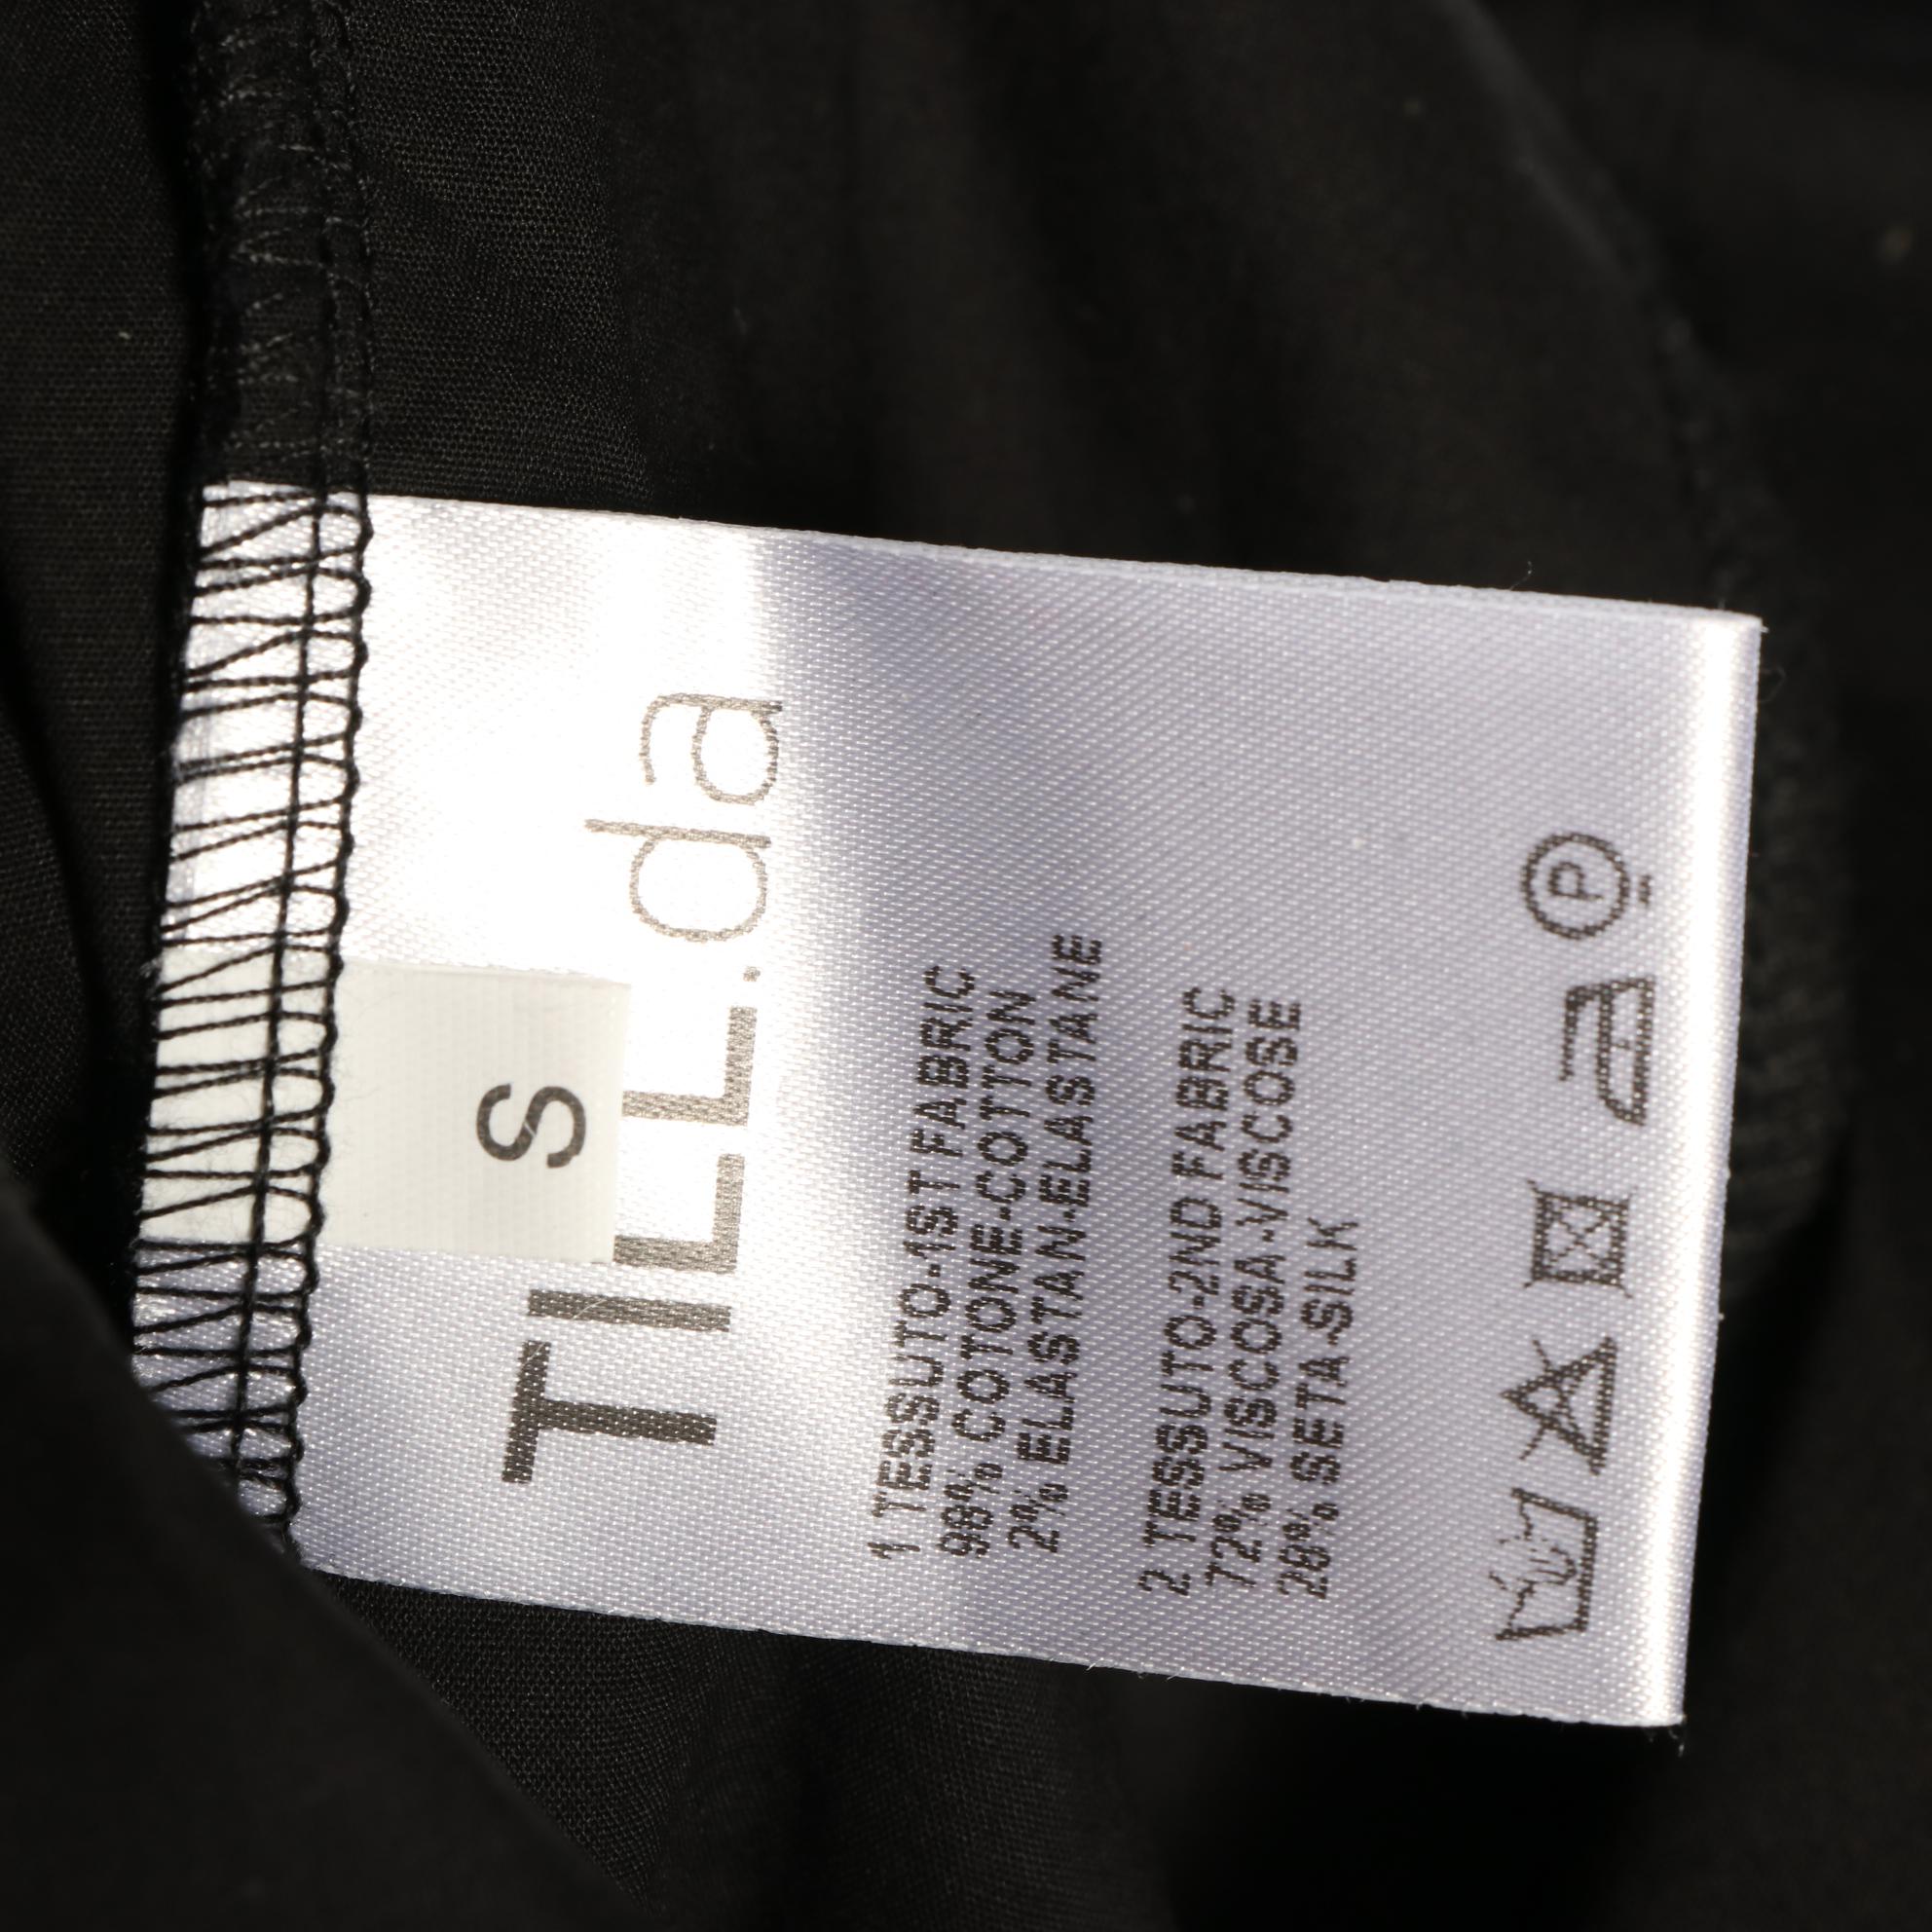 S
TILL.da
1 TESSUTO-1ST FABRIC
98% COTONE-COTTON
2% ELASTAN-ELASTANE
2 TESSUTO-2ND FABRIC
72% VISCOSA-VISCOSE
28% SETA-SILK
P